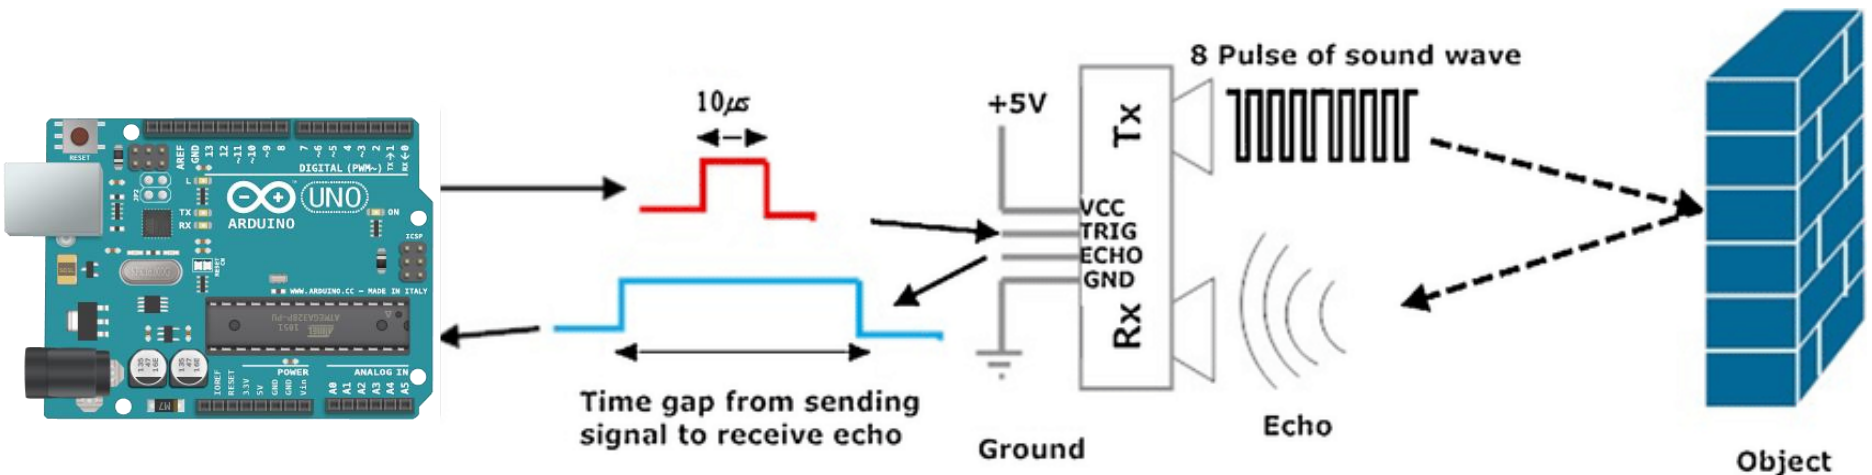 8 Pulse of sound wave
10µs
+5V
Tx
VCC
TRIG
ECHO
GND
Rx
Time gap from sending
signal to receive echo
Ground
Echo
Object
RESET
AREF
GND
13
12
~11
~10
~9
8
7
~6
~5
4
~3
2
TX→1
RX←0
DIGITAL (PWM~)
L
TX
RX
ARDUINO
UNO
ON
ICSP
WWW.ARDUINO.CC – MADE IN ITALY
ATMEGA328P-PU
1051
POWER
ANALOG IN
IOREF
RESET
3.3V
5V
GND
GND
Vin
A0
A1
A2
A3
A4
A5